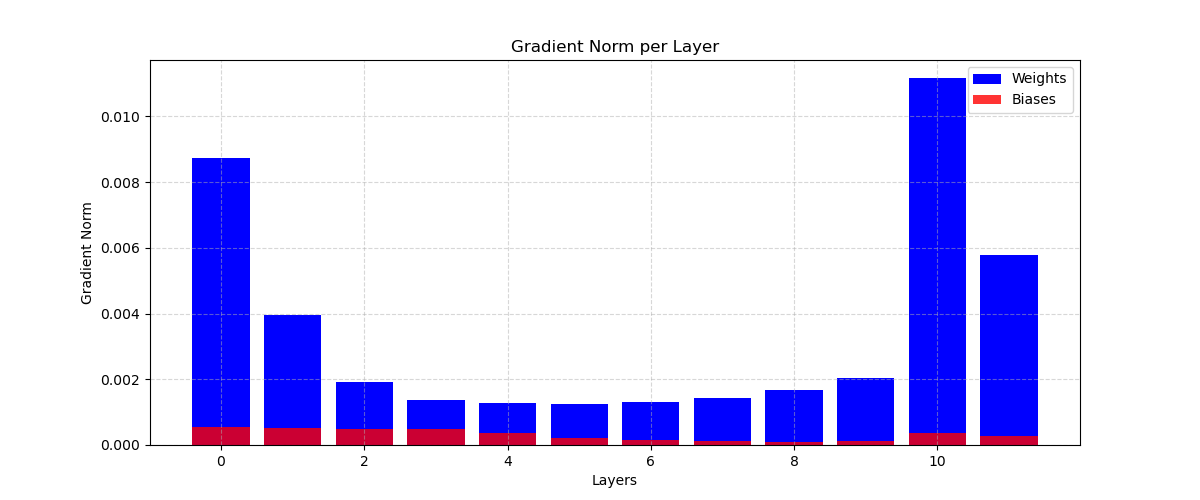 Gradient Norm per Layer
Weights
Biases
0.010
0.008
0.006
0.004
0.002
0.000
Gradient Norm
0 2 4 6 8 10
Layers